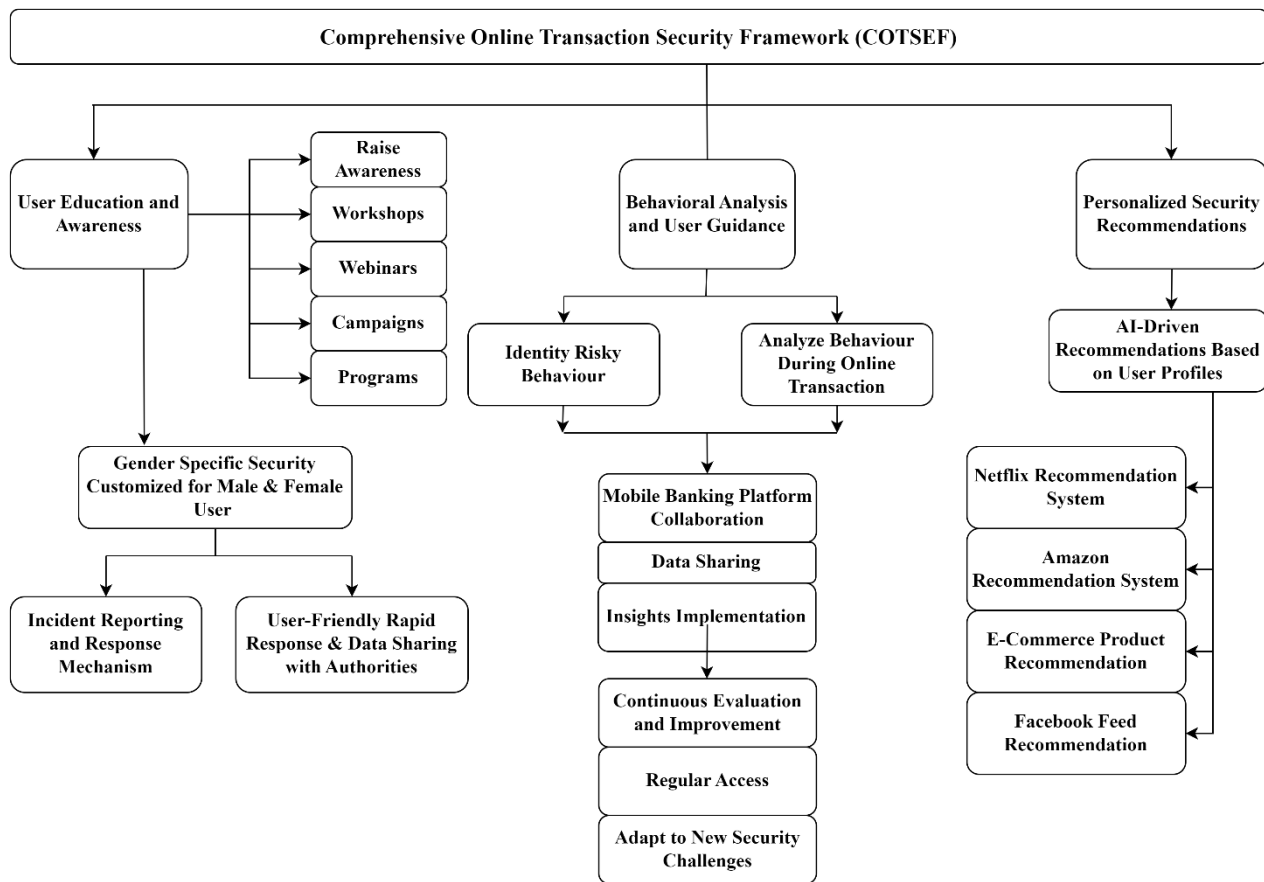 Comprehensive Online Transaction Security Framework (COTSEF)
User Education and
Awareness
Raise
Awareness
Workshops
Webinars
Campaigns
Programs
Gender Specific Security
Customized for Male & Female
User
Incident Reporting
and Response
Mechanism
User-Friendly Rapid
Response & Data Sharing
with Authorities
Behavioral Analysis
and User Guidance
Identity Risky
Behaviour
Analyze Behaviour
During Online
Transaction
Mobile Banking Platform
Collaboration
Data Sharing
Insights Implementation
Continuous Evaluation
and Improvement
Regular Access
Adapt to New Security
Challenges
Personalized Security
Recommendations
AI-Driven
Recommendations Based
on User Profiles
Netflix Recommendation
System
Amazon
Recommendation System
E-Commerce Product
Recommendation
Facebook Feed
Recommendation